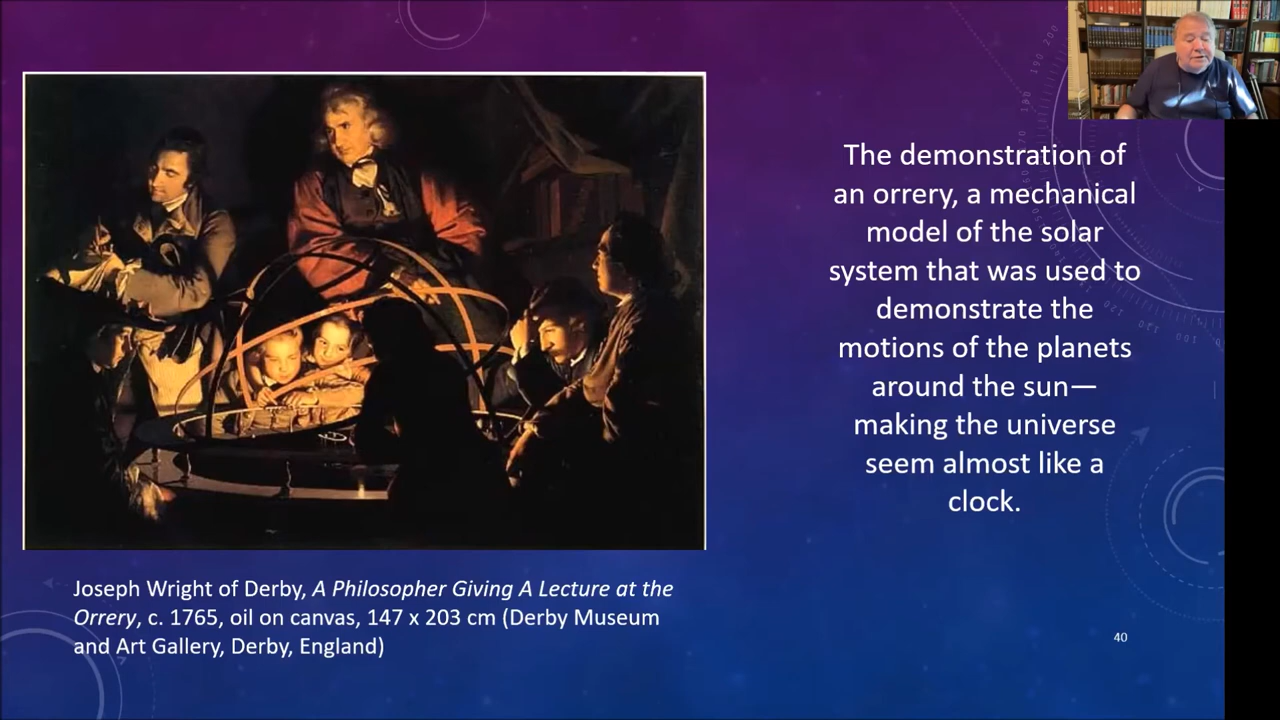 The demonstration of
an orrery, a mechanical
model of the solar
system that was used to
demonstrate the
motions of the planets
around the sun—
making the universe
seem almost like a
clock.
Joseph Wright of Derby, A Philosopher Giving A Lecture at the
Orrery, c. 1765, oil on canvas, 147 x 203 cm (Derby Museum
and Art Gallery, Derby, England)
40